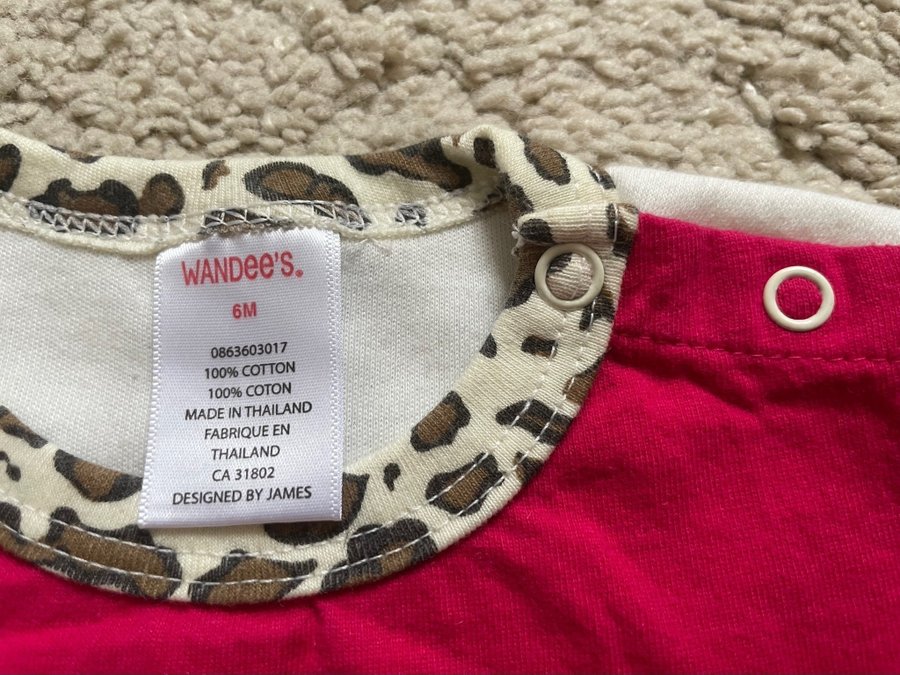 WANDee's.
6M
0863603017
100% COTTON
100% COTON
MADE IN THAILAND
FABRIQUE EN
THAILAND
CA 31802
DESIGNED BY JAMES